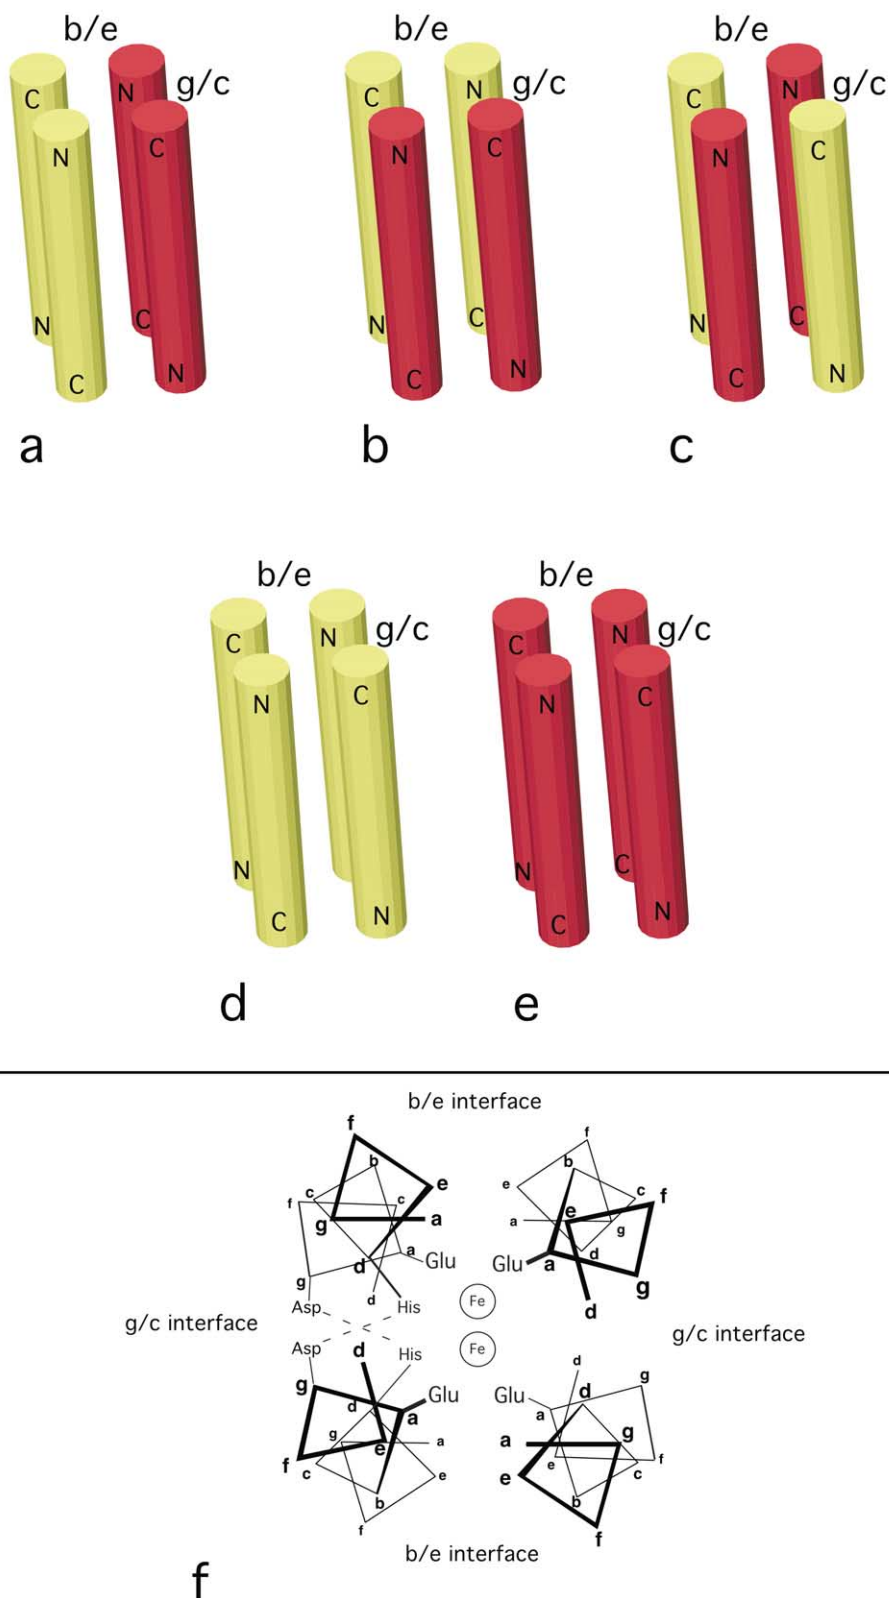 b/e b/e b/e
g/c g/c g/c
C N C N C N
N C N C N C
N C N C N C
C N C N C N
a b c
b/e b/e
g/c g/c
C N C N
N C N C
N N C
C N C N
d e
b/e interface
f f
b b
e e
c c c f
f e
g a a g
a d
d Glu Glu a
g g
d d
Asp His Fe
g/c interface g/c interface
Asp d His Fe
d
g Glu Glu g
d a a d
g e a a g
f c e e c f
b b
f f
b/e interface
f